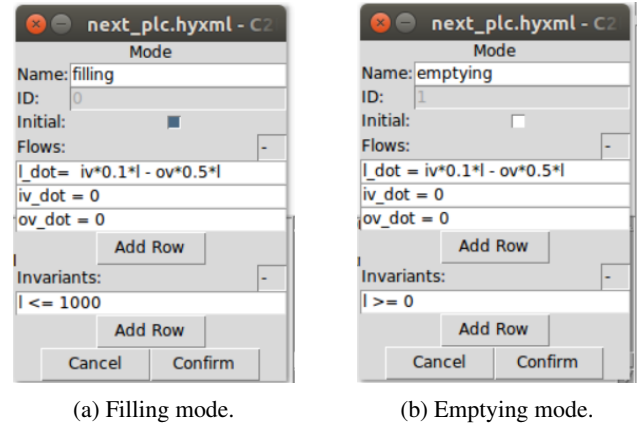 next_plc.hyxml - C2
Mode
Name: filling
ID: 0
Initial:
Flows: -
l_dot=  iv*0.1*l - ov*0.5*l
iv_dot = 0
ov_dot = 0
Add Row
Invariants: -
l <= 1000
Add Row
Cancel Confirm
(a) Filling mode.
next_plc.hyxml - C2
Mode
Name: emptying
ID: 1
Initial:
Flows: -
l_dot = iv*0.1*l - ov*0.5*l
iv_dot = 0
ov_dot = 0
Add Row
Invariants: -
l >= 0
Add Row
Cancel Confirm
(b) Emptying mode.